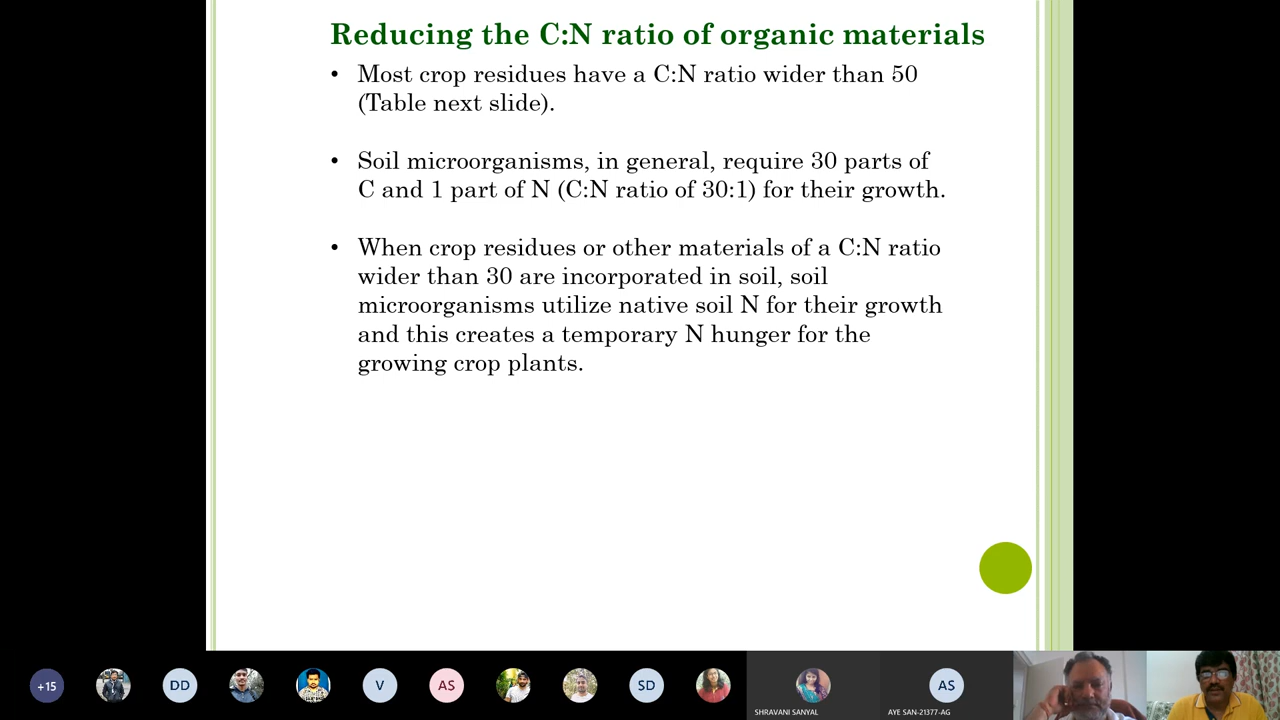 Reducing the C:N ratio of organic materials
• Most crop residues have a C:N ratio wider than 50
(Table next slide).
• Soil microorganisms, in general, require 30 parts of
C and 1 part of N (C:N ratio of 30:1) for their growth.
• When crop residues or other materials of a C:N ratio
wider than 30 are incorporated in soil, soil
microorganisms utilize native soil N for their growth
and this creates a temporary N hunger for the
growing crop plants.
+15
DD
V
AS
SD
AS
SHRAVANI SANYAL
AYE SAN-21377-AG